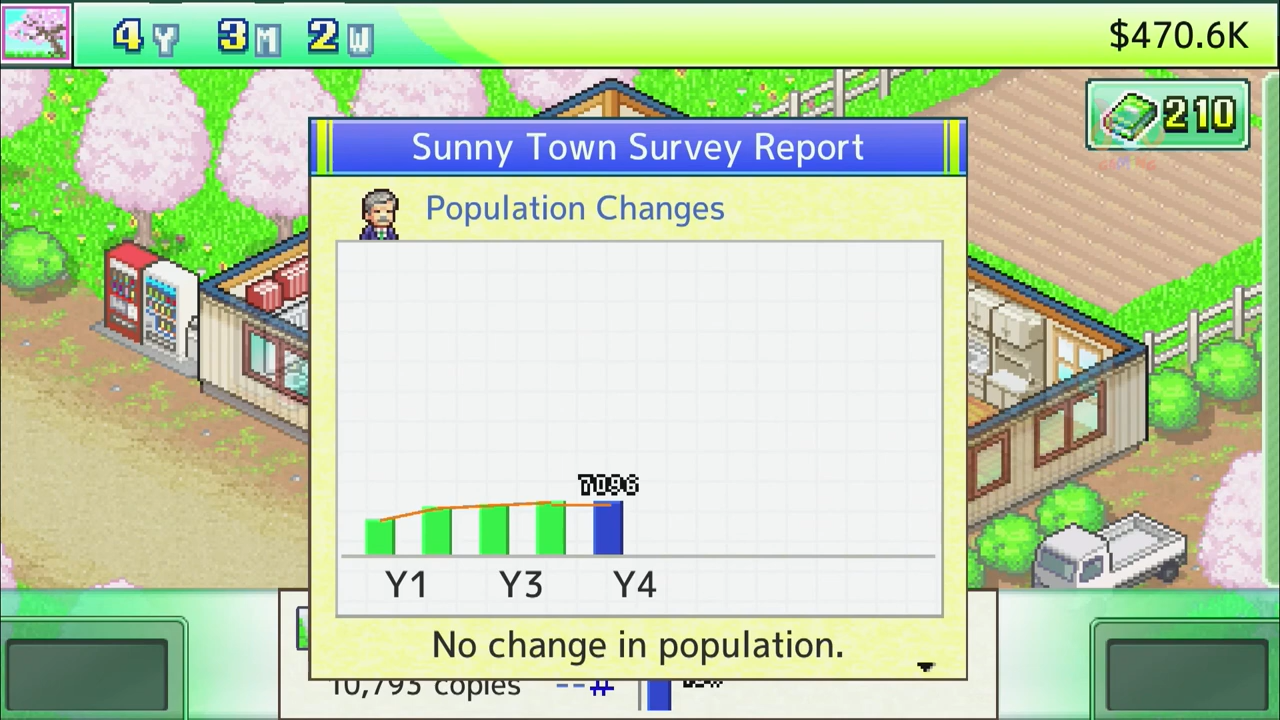 4Y 3M 2W
$470.6K
210
Sunny Town Survey Report
Population Changes
7096
Y1 Y3 Y4
No change in population.
10,793 copies